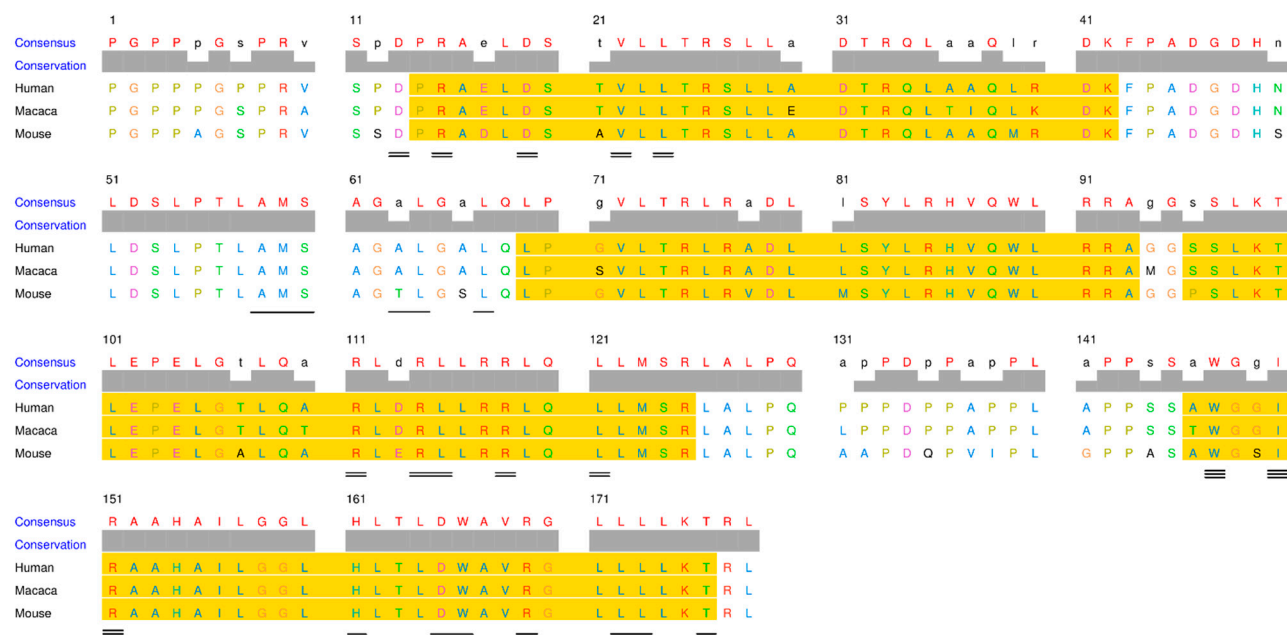 1 11 21 31 41
Consensus P G P P p G s P R v S p D P R A e L D S t V L L T R S L L a D T R Q L a a Q l r D K F P A D G D H n
Conservation
Human P G P P P G P P R V S P D P R A E L D S T V L L T R S L L A D T R Q L A A Q L R D K F P A D G D H N
Macaca P G P P P G S P R A S P D P R A E L D S T V L L T R S L L E D T R Q L T I Q L K D K F P A D G D H N
Mouse P G P P A G S P R V S S D P R A D L D S A V L L T R S L L A D T R Q L A A Q M R D K F P A D G D H S
51 61 71 81 91
Consensus L D S L P T L A M S A G a L G a L Q L P g V L T R L R a D L l S Y L R H V Q W L R R A g G s S L K T
Conservation
Human L D S L P T L A M S A G A L G A L Q L P G V L T R L R A D L L S Y L R H V Q W L R R A G G S S L K T
Macaca L D S L P T L A M S A G A L G A L Q L P S V L T R L R A D L L S Y L R H V Q W L R R A M G S S L K T
Mouse L D S L P T L A M S A G T L G S L Q L P G V L T R L R V D L M S Y L R H V Q W L R R A G G P S L K T
101 111 121 131 141
Consensus L E P E L G t L Q a R L d R L L R R L Q L L M S R L A L P Q a p P D p P a p P L a P P s S a W G g I
Conservation
Human L E P E L G T L Q A R L D R L L R R L Q L L M S R L A L P Q P P P D P P A P P L A P P S S A W G G I
Macaca L E P E L G T L Q T R L D R L L R R L Q L L M S R L A L P Q L P P D P P A P P L A P P S S T W G G I
Mouse L E P E L G A L Q A R L E R L L R R L Q L L M S R L A L P Q A A P D Q P V I P L G P P A S A W G S I
151 161 171
Consensus R A A H A I L G G L H L T L D W A V R G L L L L K T R L
Conservation
Human R A A H A I L G G L H L T L D W A V R G L L L L K T R L
Macaca R A A H A I L G G L H L T L D W A V R G L L L L K T R L
Mouse R A A H A I L G G L H L T L D W A V R G L L L L K T R L